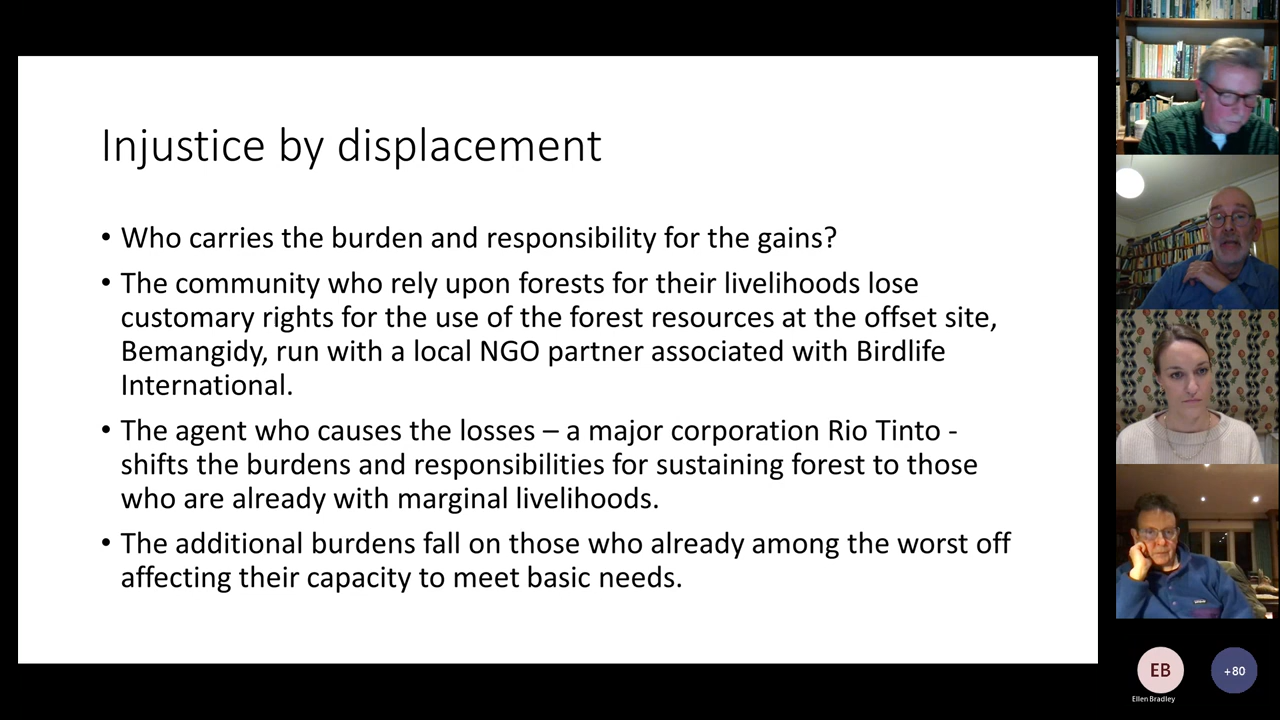 Injustice by displacement
• Who carries the burden and responsibility for the gains?
• The community who rely upon forests for their livelihoods lose
customary rights for the use of the forest resources at the offset site,
Bemangidy, run with a local NGO partner associated with Birdlife
International.
• The agent who causes the losses – a major corporation Rio Tinto -
shifts the burdens and responsibilities for sustaining forest to those
who are already with marginal livelihoods.
• The additional burdens fall on those who already among the worst off
affecting their capacity to meet basic needs.
EB
+80
Ellen Bradley